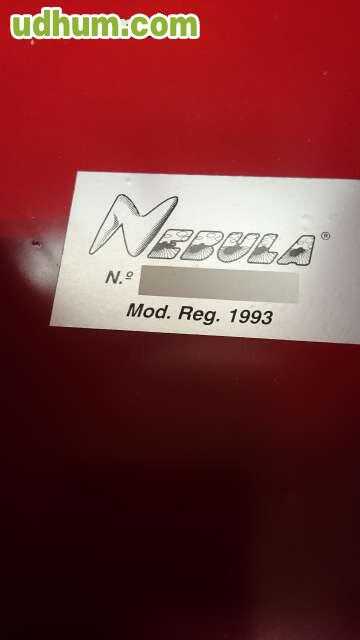 udhum.com
NEBULA®
N.º
Mod. Reg. 1993